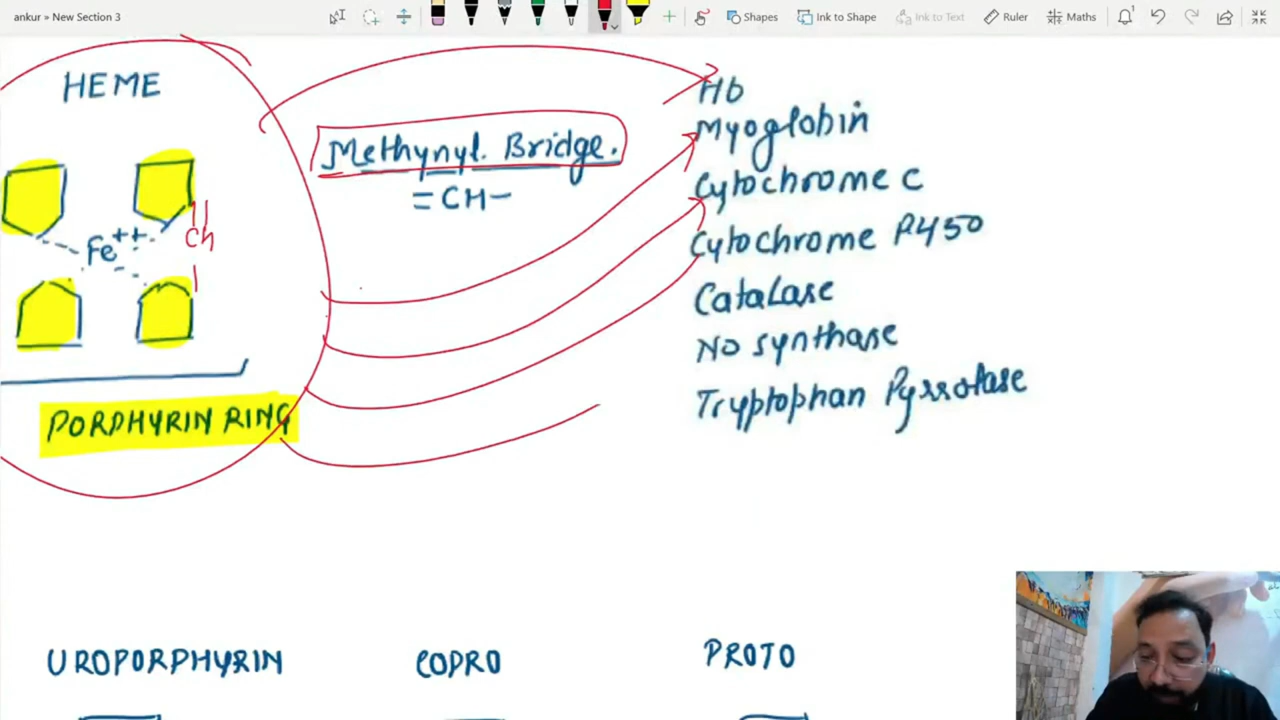 ankur » New Section 3
Shapes
Ink to Shape
Ink to Text
Ruler
Maths
HEME
Fe++
Ch
PORPHYRIN RING
Methynyl. Bridge.
=CH-
Hb
Myoglobin
Cytochrome c
Cytochrome P450
Catalase
No synthase
Tryptophan Pyrrolase
UROPORPHYRIN
COPRO
PROTO